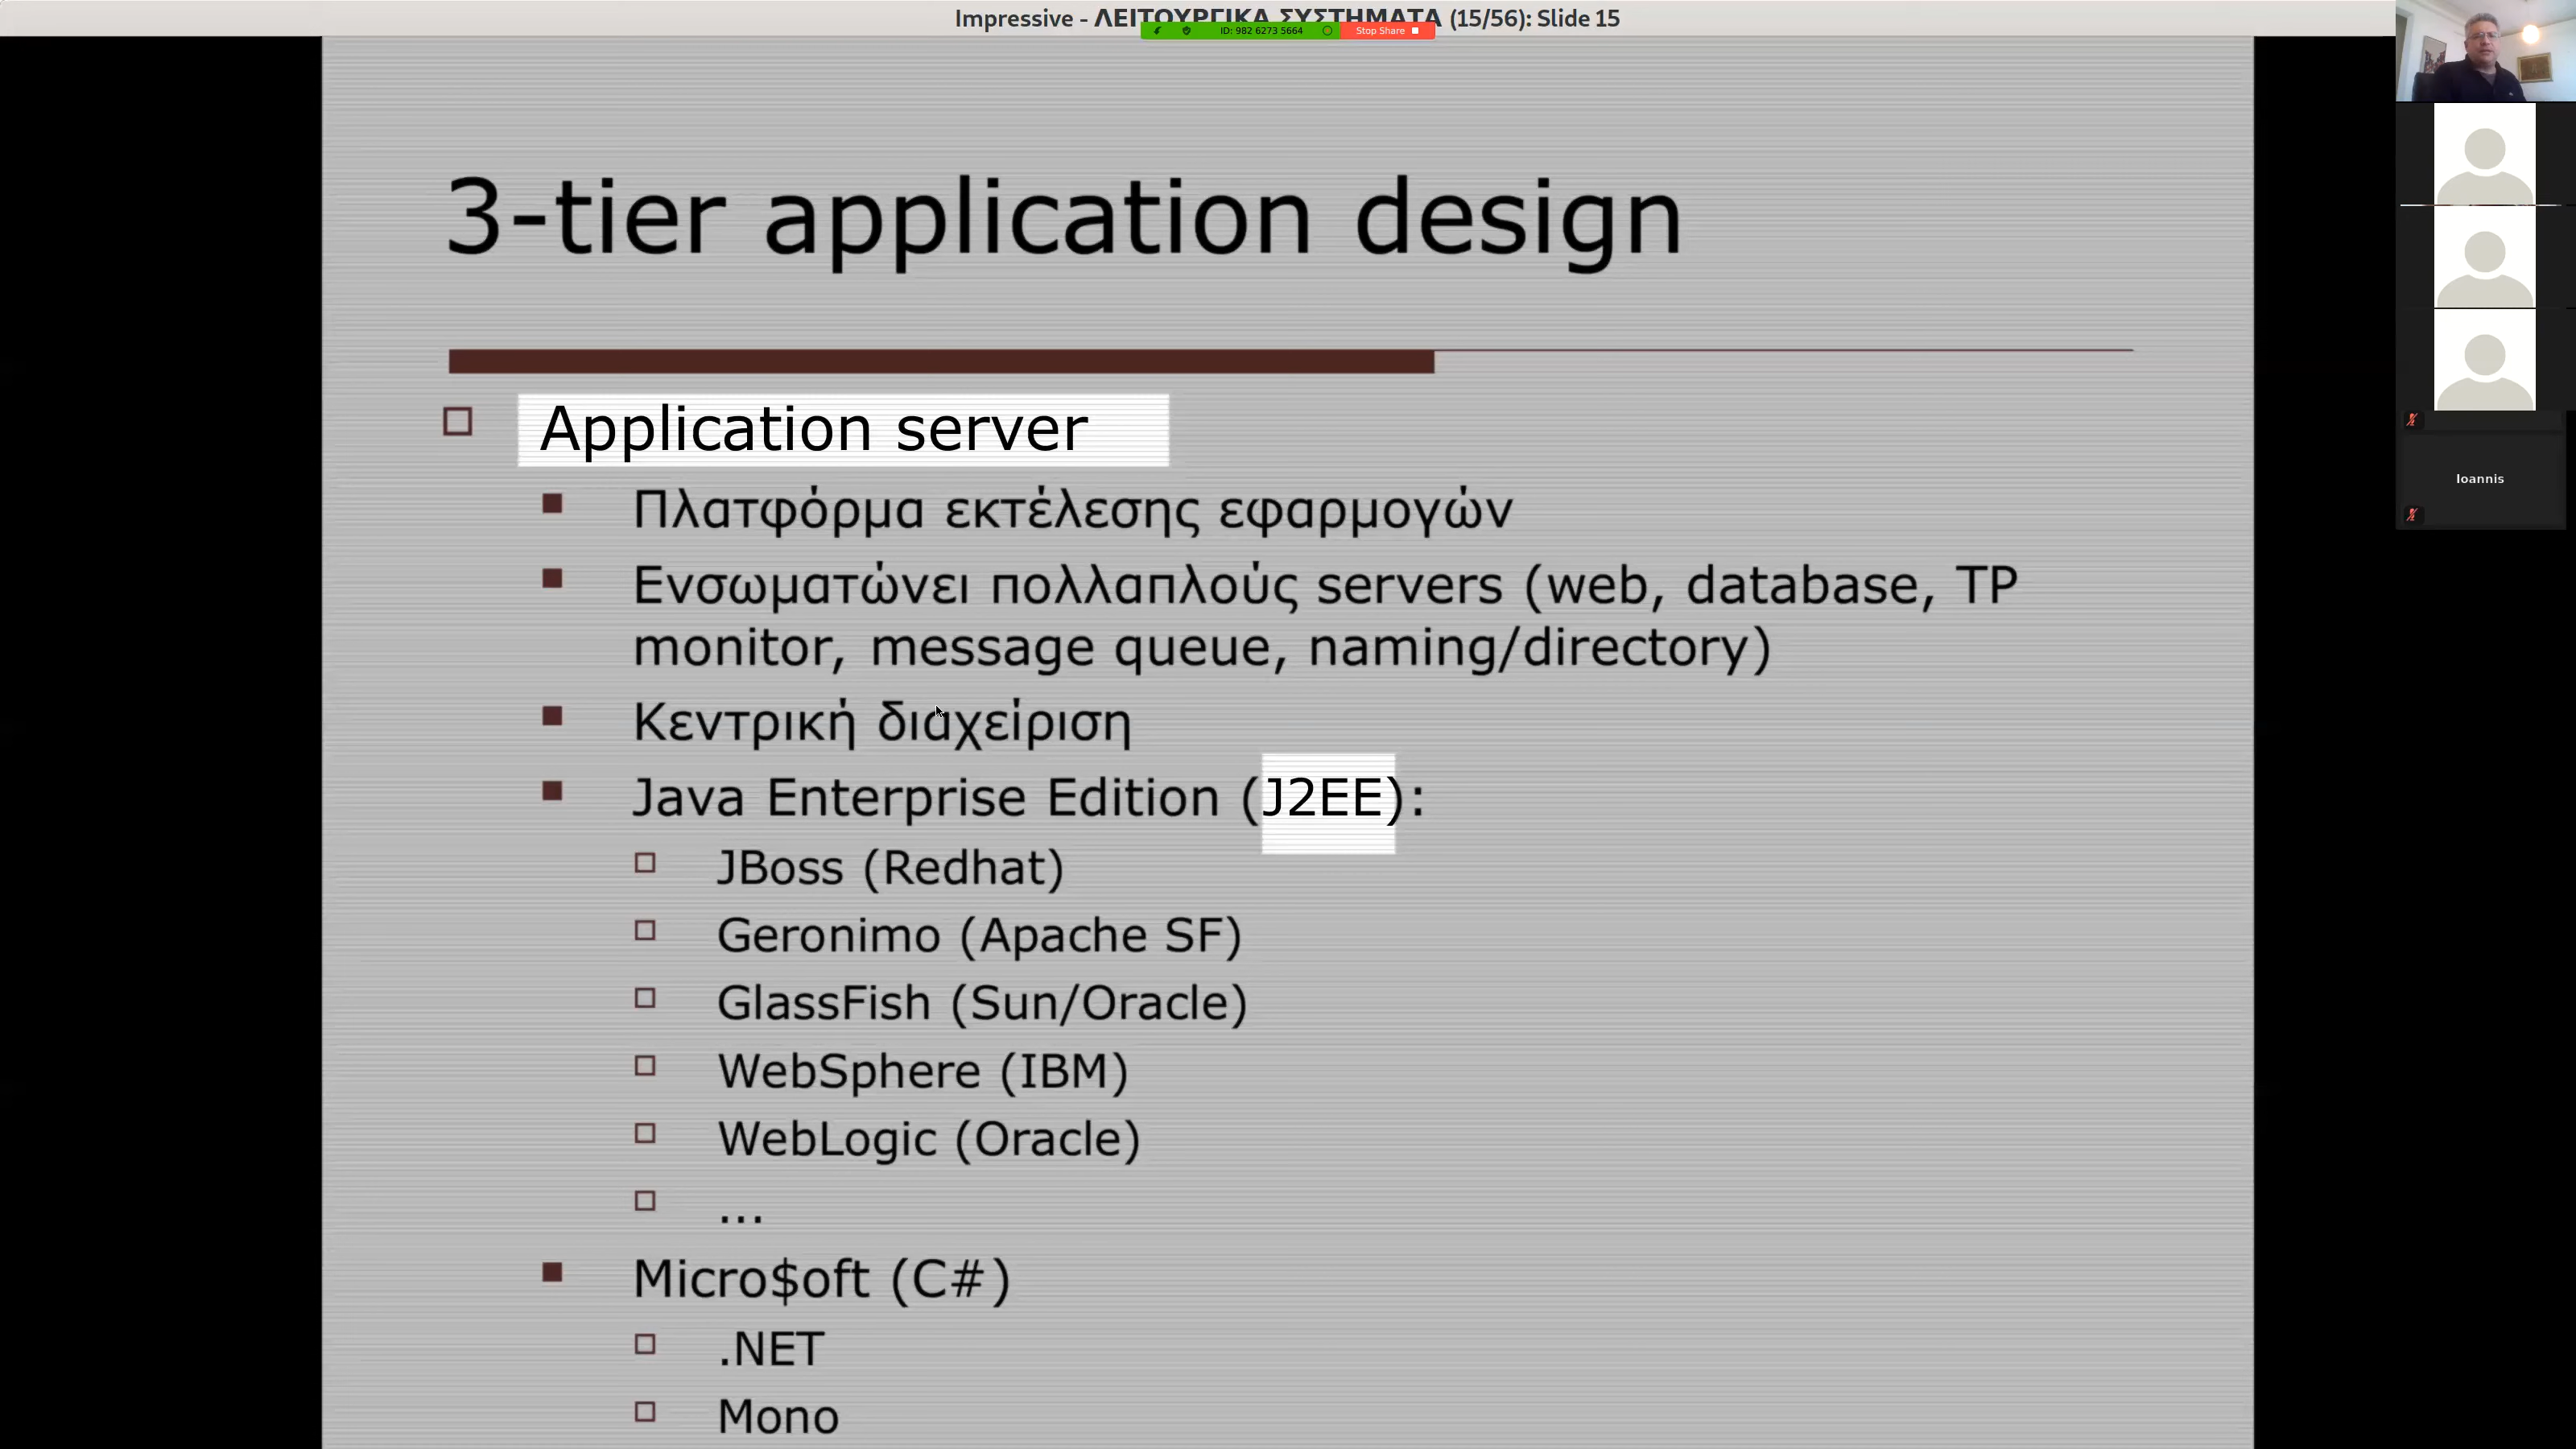 Impressive - ΛΕΙΤΟΥΡΓΙΚΑ ΣΥΣΤΗΜΑΤΑ (15/56): Slide 15
ID: 982 6273 5664
Stop Share
3-tier application design
Application server
Πλατφόρμα εκτέλεσης εφαρμογών
Ενσωματώνει πολλαπλούς servers (web, database, TP
monitor, message queue, naming/directory)
Κεντρική διαχείριση
Java Enterprise Edition (J2EE):
JBoss (Redhat)
Geronimo (Apache SF)
GlassFish (Sun/Oracle)
WebSphere (IBM)
WebLogic (Oracle)
...
Micro$oft (C#)
.NET
Mono
Ioannis